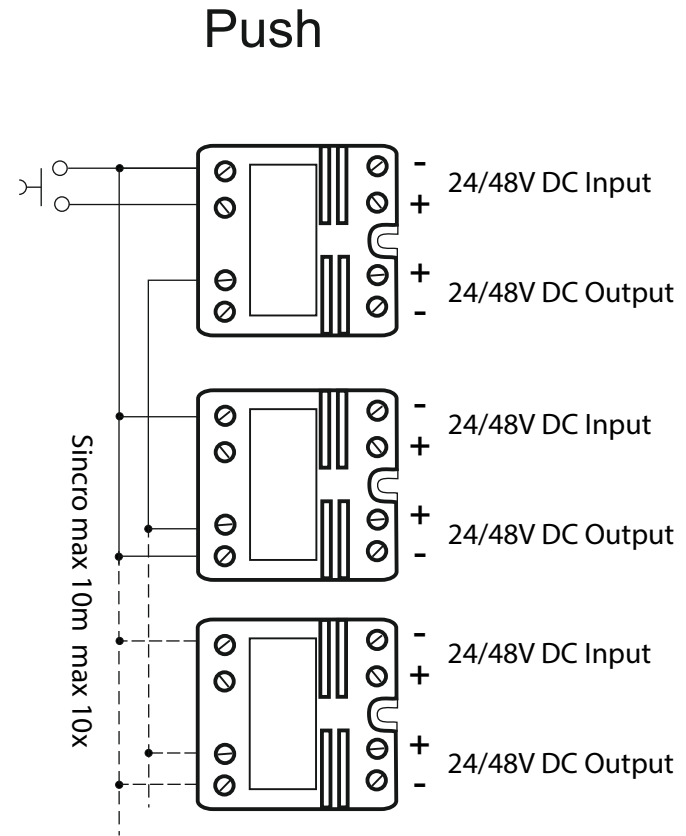 Push
-
24/48V DC Input
+
+
24/48V DC Output
-
-
24/48V DC Input
+
+
24/48V DC Output
-
Sincro max 10m max 10x
-
24/48V DC Input
+
+
24/48V DC Output
-